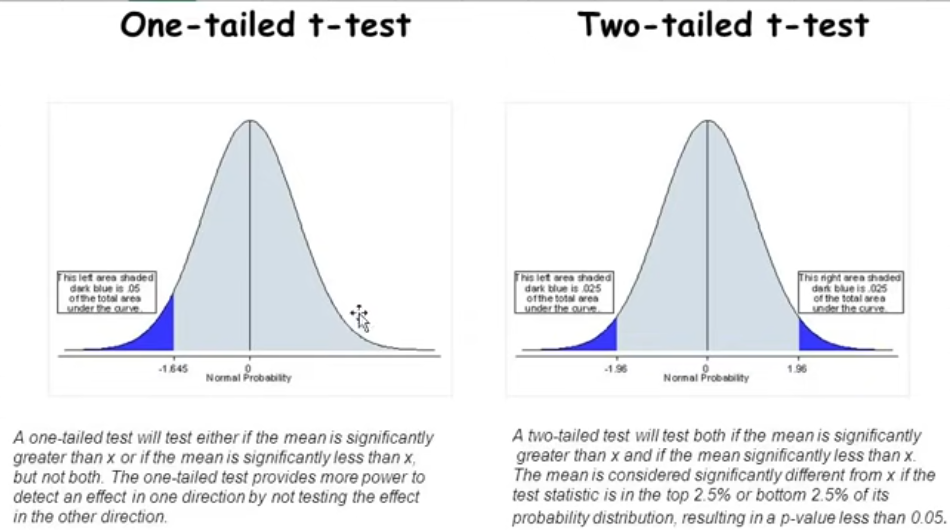 One-tailed t-test
This left area shaded
dark blue is .05
of the total area
under the curve.
-1.645
0
Normal Probability
A one-tailed test will test either if the mean is significantly
greater than x or if the mean is significantly less than x,
but not both. The one-tailed test provides more power to
detect an effect in one direction by not testing the effect
in the other direction.
Two-tailed t-test
This left area shaded
dark blue is .025
of the total area
under the curve.
This right area shaded
dark blue is .025
of the total area
under the curve.
-1.96
0
1.96
Normal Probability
A two-tailed test will test both if the mean is significantly
greater than x and if the mean significantly less than x.
The mean is considered significantly different from x if the
test statistic is in the top 2.5% or bottom 2.5% of its
probability distribution, resulting in a p-value less than 0.05.